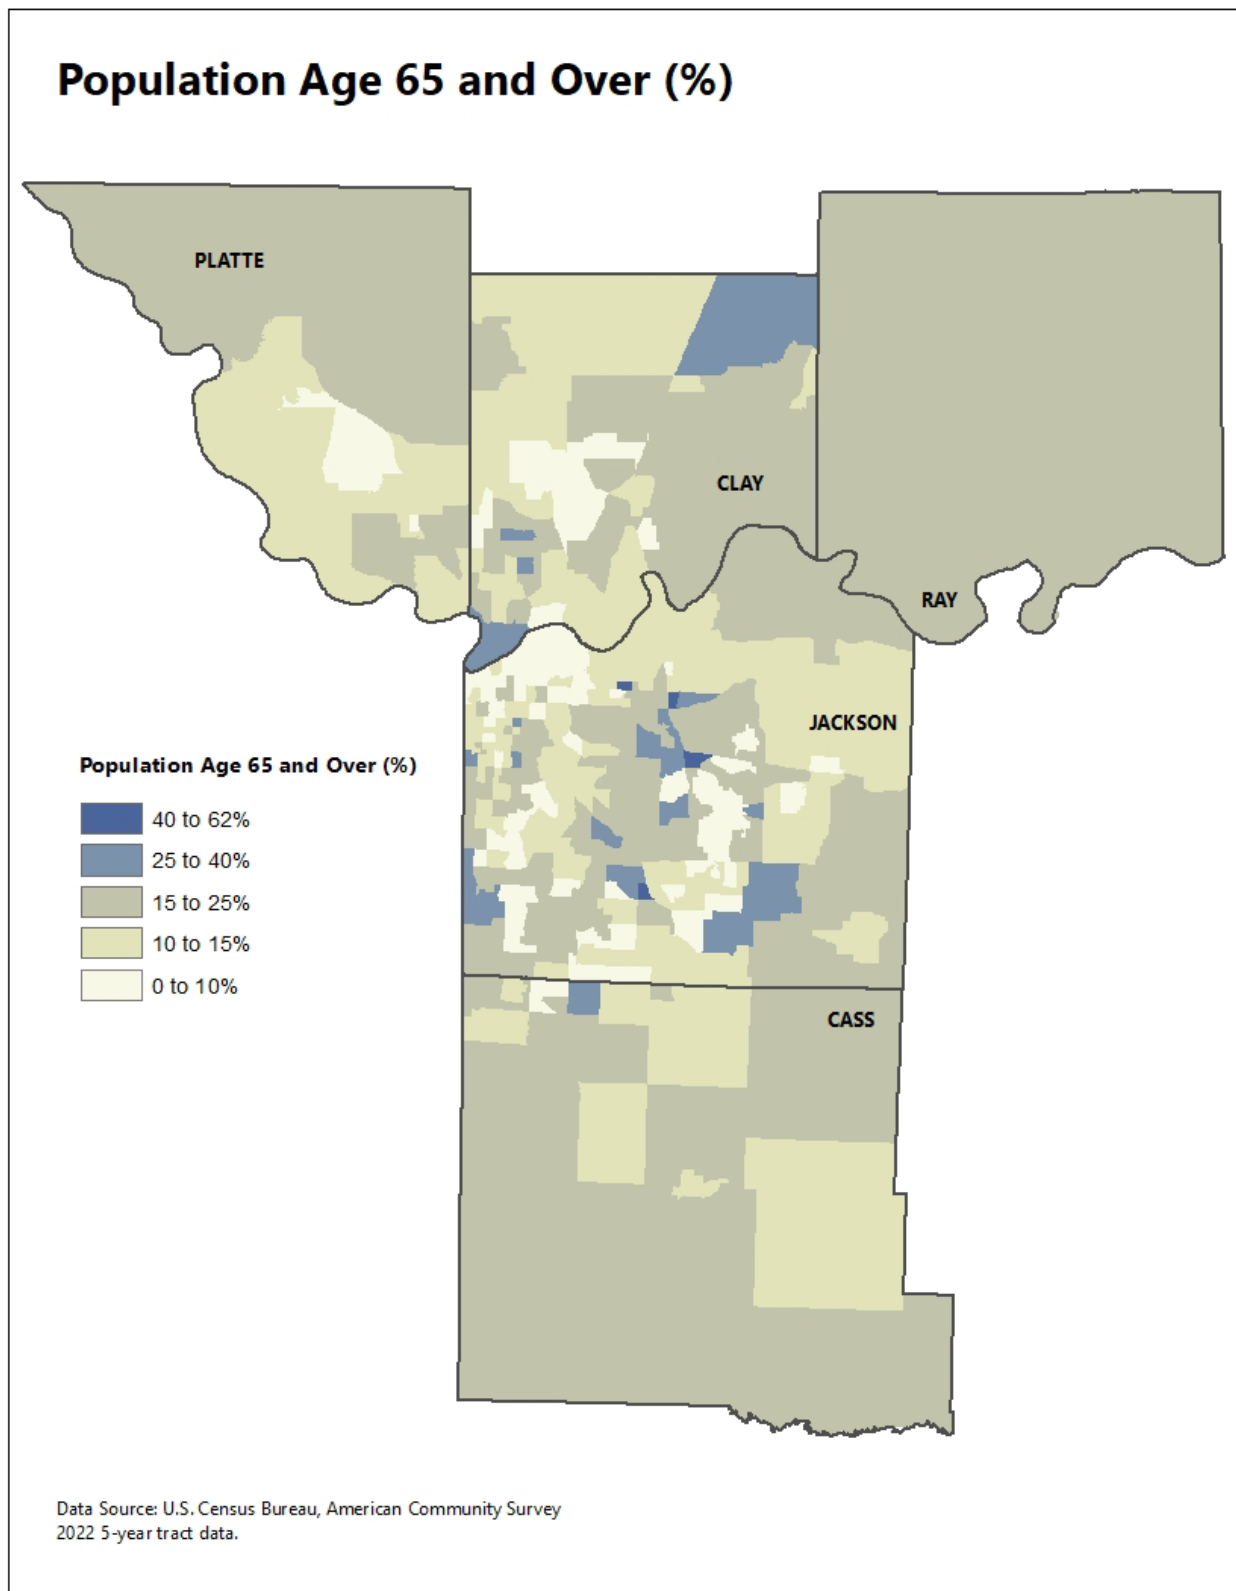 Population Age 65 and Over (%)
PLATTE
CLAY
RAY
JACKSON
Population Age 65 and Over (%)
40 to 62%
25 to 40%
15 to 25%
10 to 15%
0 to 10%
CASS
Data Source: U.S. Census Bureau, American Community Survey
2022 5-year tract data.